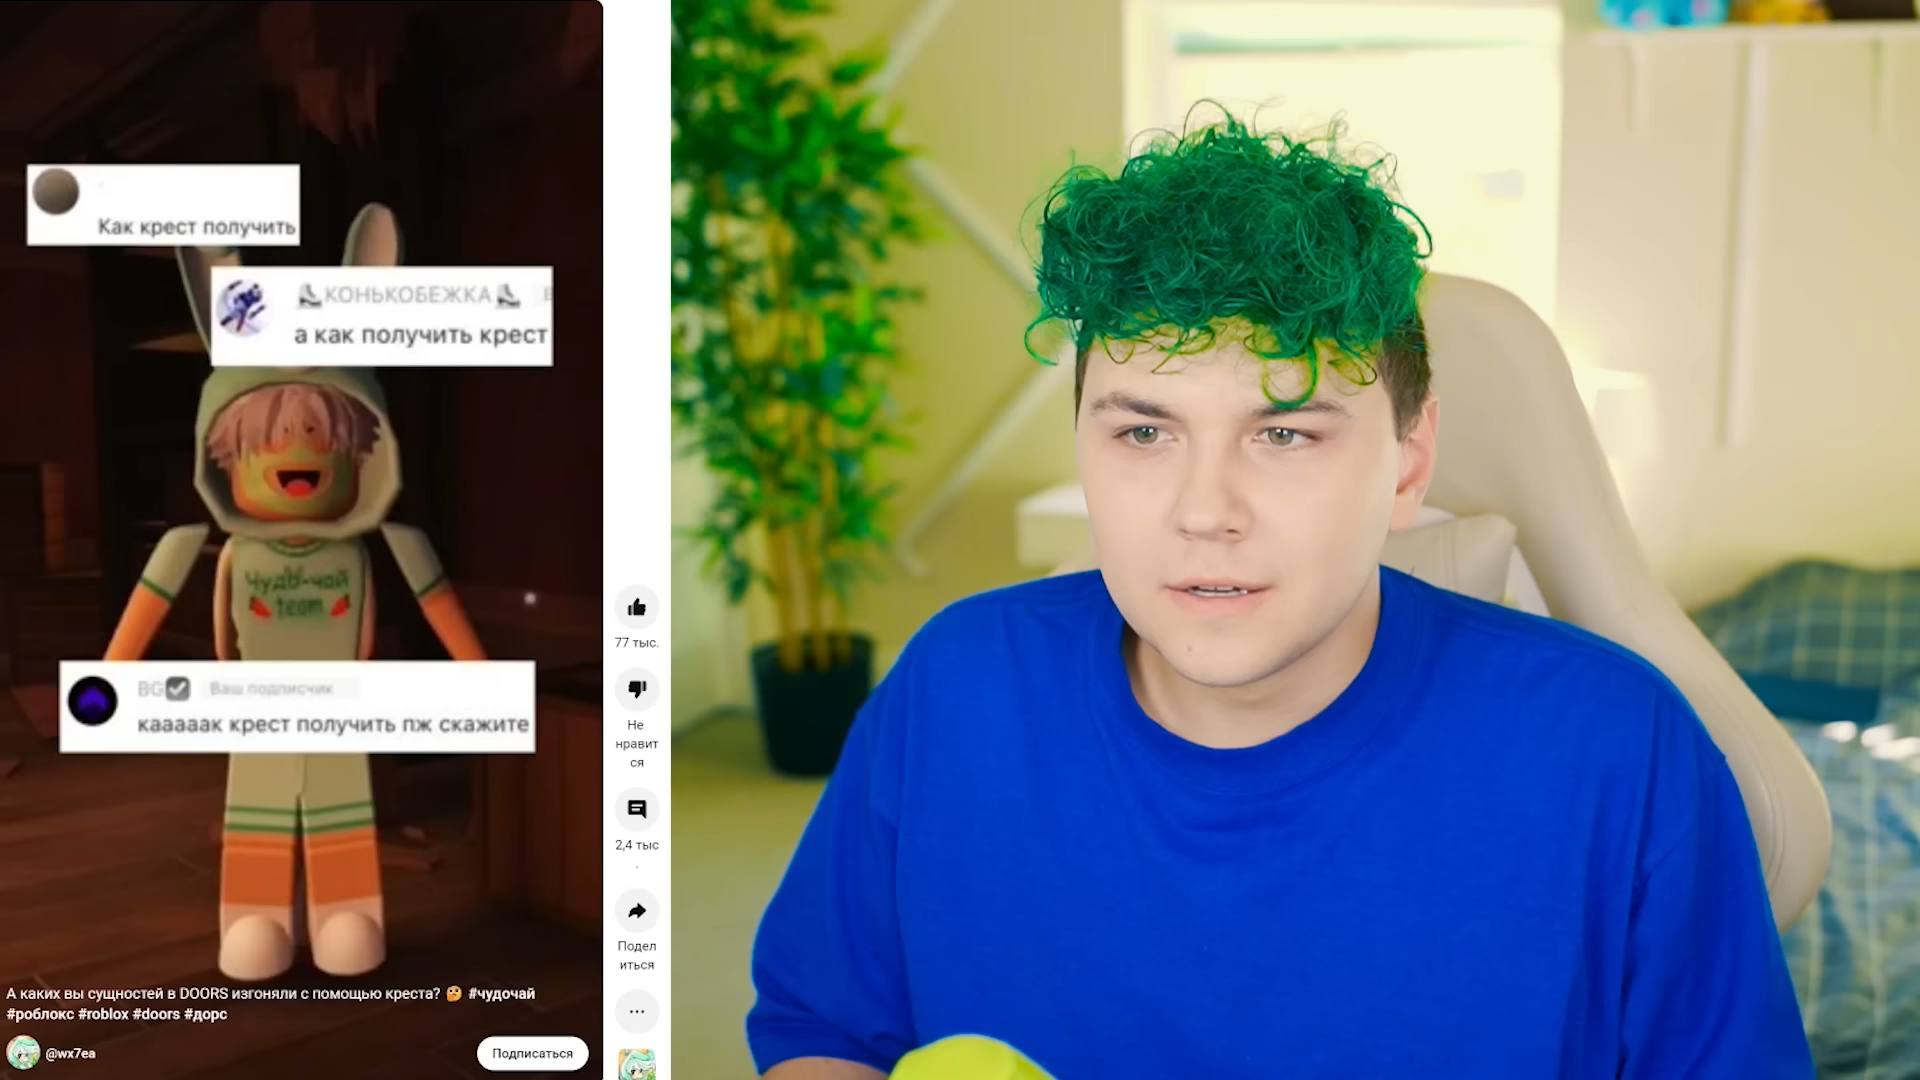 Как крест получить
КОНЬКОБЕЖКА
а как получить крест
Чудо-чай
team
BG Ваш подписчик
кааааак крест получить пж скажите
77 тыс.
Не
нравит
ся
2,4 тыс
.
Подел
иться
А каких вы сущностей в DOORS изгоняли с помощью креста? 🤔 #чудочай
#роблокс #roblox #doors #дорс
@wx7ea
Подписаться